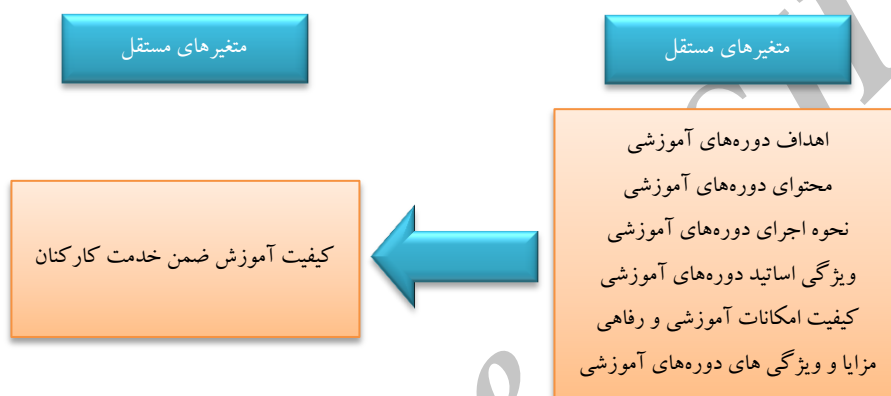 متغیرهای مستقل
اهداف دوره‌های آموزشی
محتوای دوره‌های آموزشی
نحوه اجرای دوره‌های آموزشی
ویژگی اساتید دوره‌های آموزشی
کیفیت امکانات آموزشی و رفاهی
مزایا و ویژگی های دوره‌های آموزشی
متغیرهای مستقل
کیفیت آموزش ضمن خدمت کارکنان